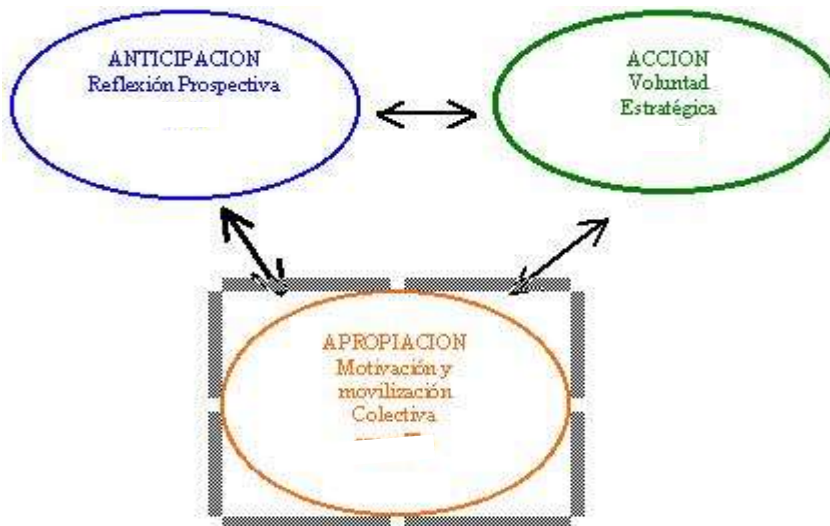 ANTICIPACION
Reflexión Prospectiva
ACCION
Voluntad
Estratégica
APROPIACION
Motivación y
movilización
Colectiva